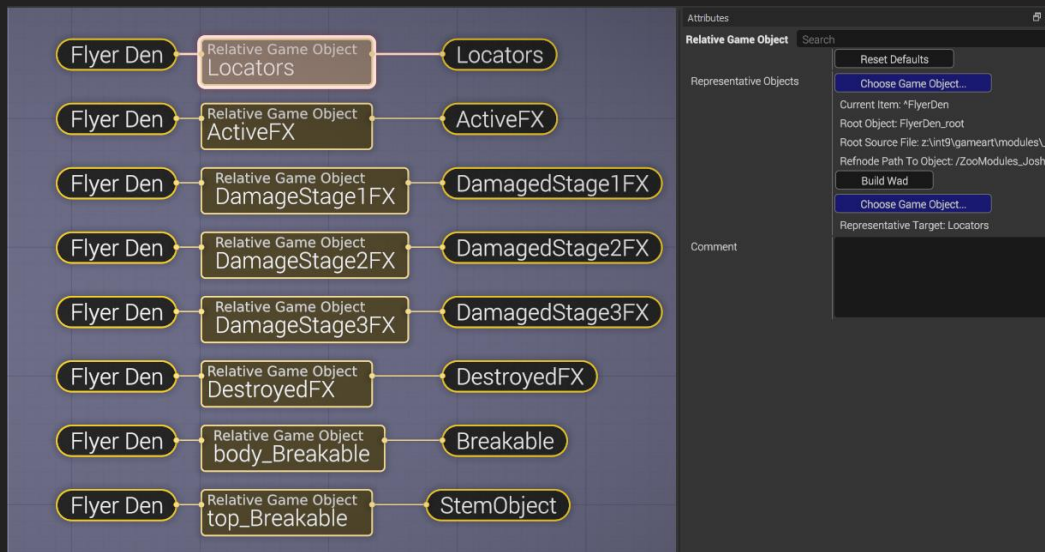 Flyer Den
Relative Game Object
Locators
Locators
Flyer Den
Relative Game Object
ActiveFX
ActiveFX
Flyer Den
Relative Game Object
DamageStage1FX
DamagedStage1FX
Flyer Den
Relative Game Object
DamageStage2FX
DamagedStage2FX
Flyer Den
Relative Game Object
DamageStage3FX
DamagedStage3FX
Flyer Den
Relative Game Object
DestroyedFX
DestroyedFX
Flyer Den
Relative Game Object
body_Breakable
Breakable
Flyer Den
Relative Game Object
top_Breakable
StemObject
Attributes
Relative Game Object Search
Reset Defaults
Representative Objects
Choose Game Object...
Current Item: ^FlyerDen
Root Object: FlyerDen_root
Root Source File: z:\int9\gameart\modules\_
Refnode Path To Object: /ZooModules_Josh
Build Wad
Choose Game Object...
Representative Target: Locators
Comment